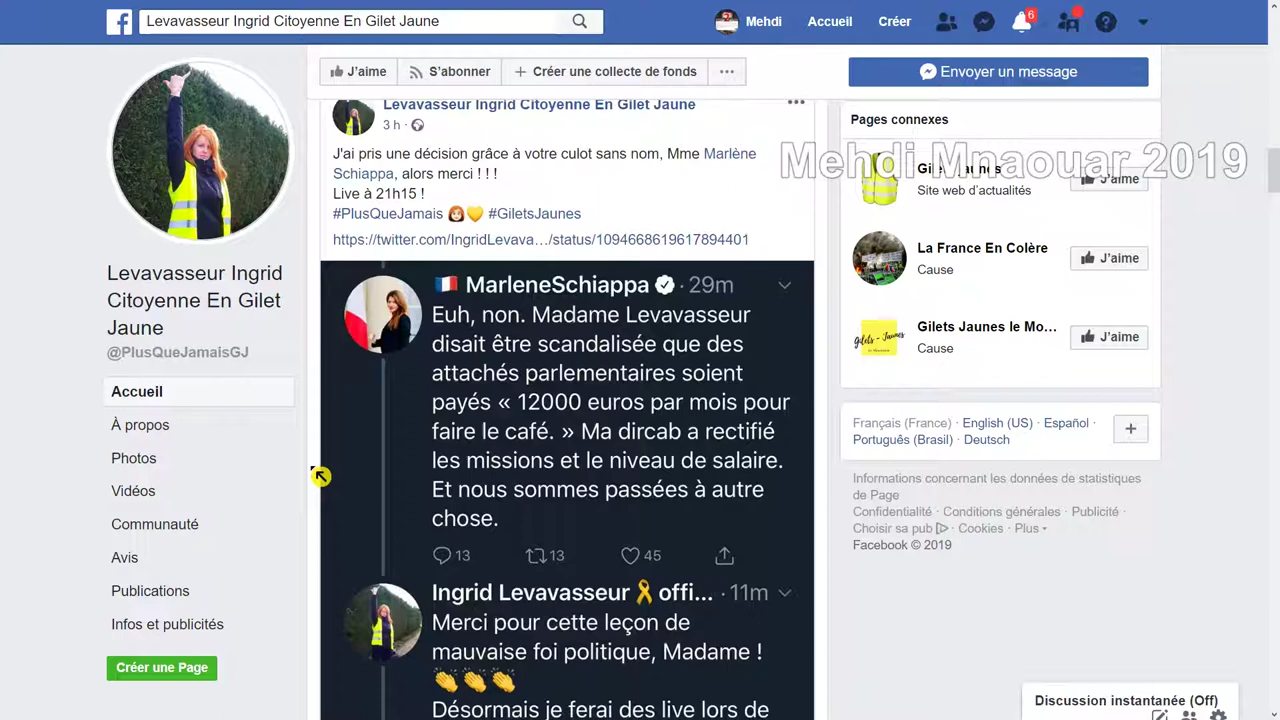 Levavasseur Ingrid Citoyenne En Gilet Jaune
Mehdi
Accueil
Créer
6
J'aime
S'abonner
Créer une collecte de fonds
Envoyer un message
Levavasseur Ingrid
Citoyenne En Gilet
Jaune
@PlusQueJamaisGJ
Accueil
À propos
Photos
Vidéos
Communauté
Avis
Publications
Infos et publicités
Créer une Page
Levavasseur Ingrid Citoyenne En Gilet Jaune
3 h ·
J'ai pris une décision grâce à votre culot sans nom, Mme Marlène
Schiappa, alors merci ! ! !
Live à 21h15 !
#PlusQueJamais #GiletsJaunes
https://twitter.com/IngridLevava…/status/1094668619617894401
MarleneSchiappa · 29m
Euh, non. Madame Levavasseur
disait être scandalisée que des
attachés parlementaires soient
payés « 12000 euros par mois pour
faire le café. » Ma dircab a rectifié
les missions et le niveau de salaire.
Et nous sommes passées à autre
chose.
13 13 45
Ingrid Levavasseur offi... · 11m
Merci pour cette leçon de
mauvaise foi politique, Madame !
Désormais je ferai des live lors de
Pages connexes
Mehdi Mnaouar 2019
Gilets jaunes
Site web d'actualités
J'aime
La France En Colère
Cause
J'aime
Gilets - Jaunes
Gilets Jaunes le Mo...
Cause
J'aime
Français (France) · English (US) · Español ·
Português (Brasil) · Deutsch
Informations concernant les données de statistiques
de Page
Confidentialité · Conditions générales · Publicité ·
Choisir sa pub · Cookies · Plus
Facebook © 2019
Discussion instantanée (Off)